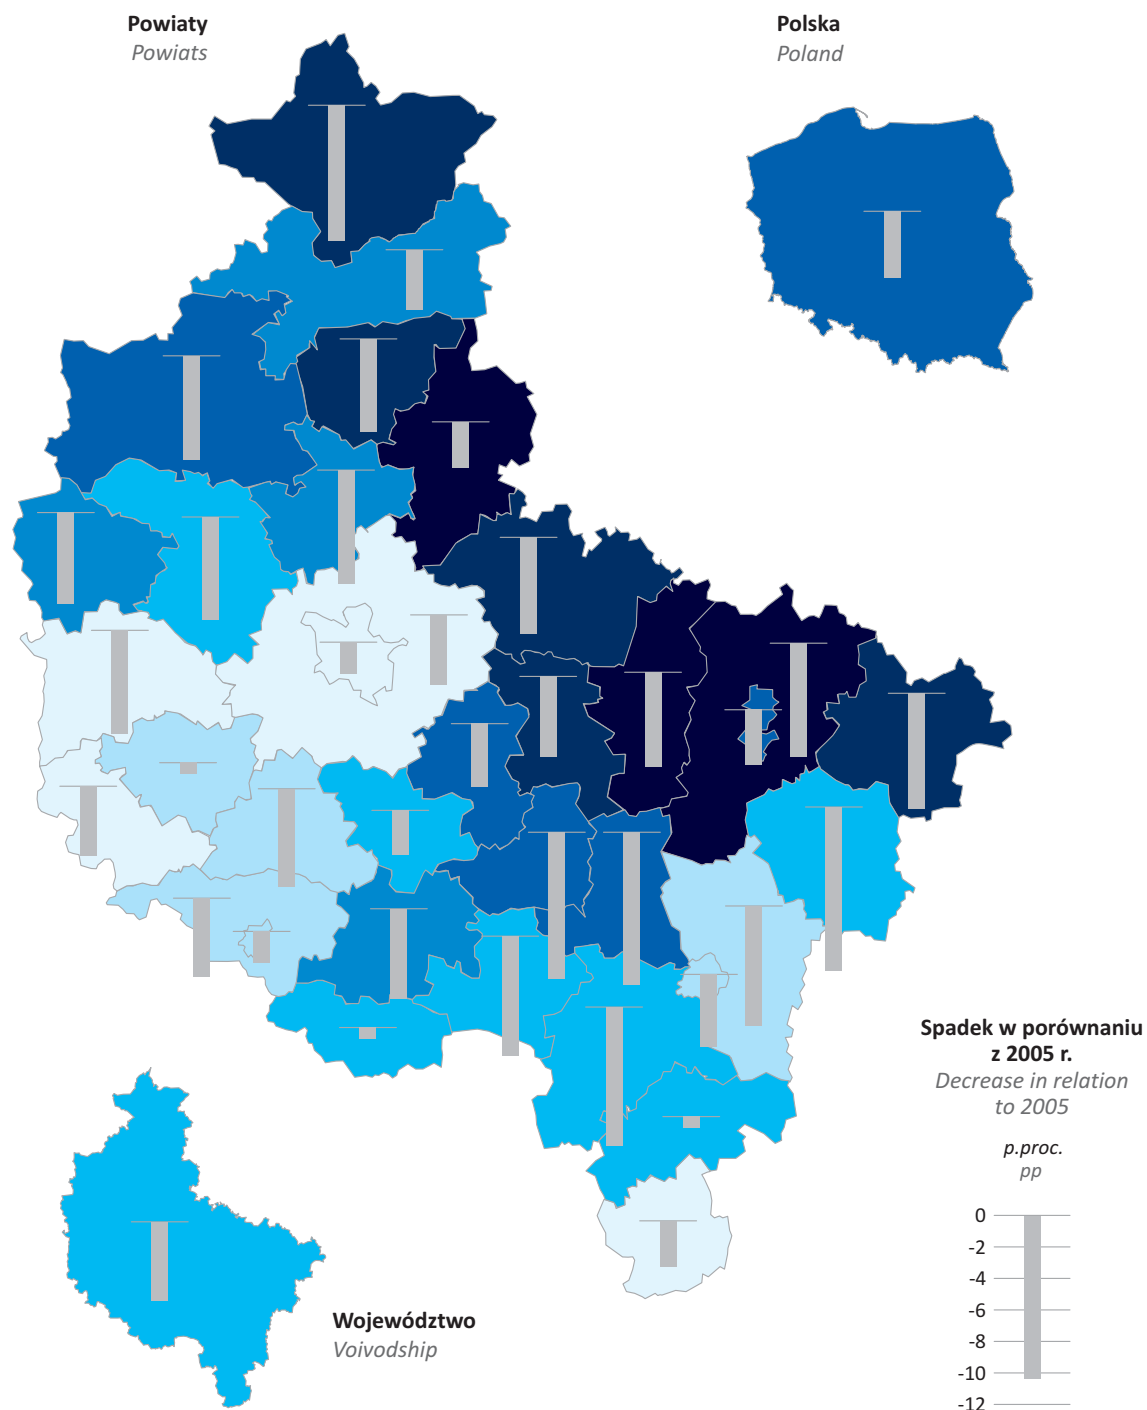 Powiaty
Powiats
Polska
Poland
Spadek w porównaniu
z 2005 r.
Decrease in relation
to 2005
p.proc.
pp
0
-2
-4
-6
-8
-10
-12
Województwo
Voivodship